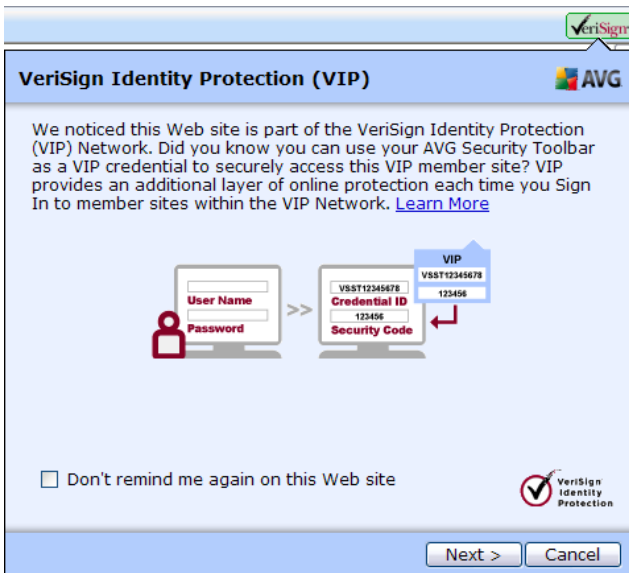 VeriSign
VeriSign Identity Protection (VIP)
AVG
We noticed this Web site is part of the VeriSign Identity Protection
(VIP) Network. Did you know you can use your AVG Security Toolbar
as a VIP credential to securely access this VIP member site? VIP
provides an additional layer of online protection each time you Sign
In to member sites within the VIP Network. Learn More
User Name
Password
>>
VSST12345678
Credential ID
123456
Security Code
VIP
VSST12345678
123456
Don't remind me again on this Web site
VeriSign
Identity
Protection
Next >
Cancel